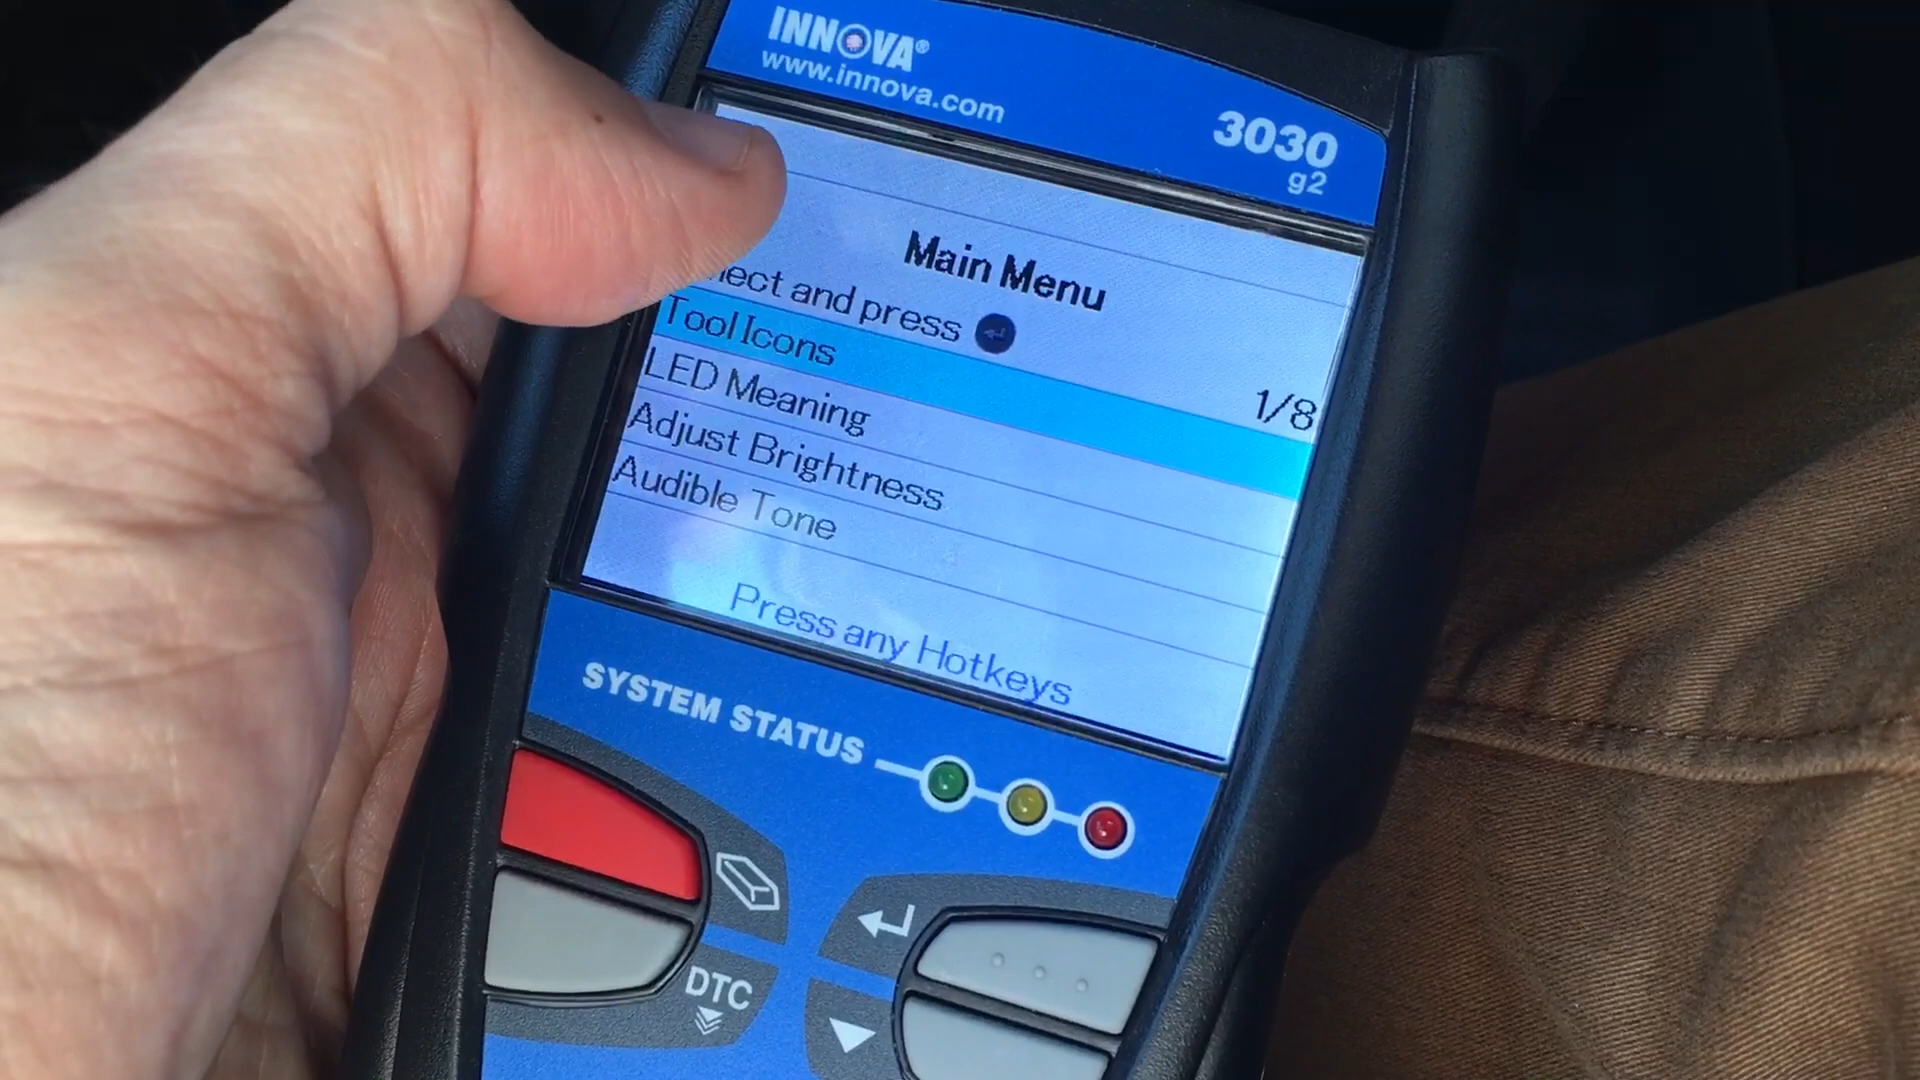 INNOVA®
www.innova.com
3030
g2
Main Menu
and press
Tool Icons
1/8
LED Meaning
Adjust Brightness
Audible Tone
Press any Hotkeys
SYSTEM STATUS
DTC